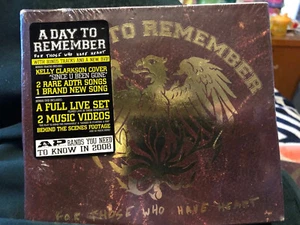 A DAY TO
REMEMBER
FOR THOSE WHO HAVE HEART
KELLY CLARKSON COVER
"SINCE U BEEN GONE"
2 RARE ADTR SONGS
1 BRAND NEW SONG
A FULL LIVE SET
2 MUSIC VIDEOS
BEHIND THE SCENES FOOTAGE
AP BANDS YOU NEED
TO KNOW IN 2008
TO REMEMBE
FOR THOSE WHO HAVE HEART